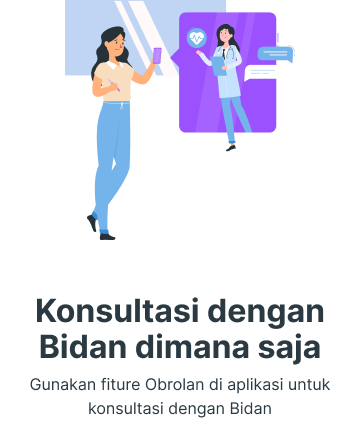 Konsultasi dengan
Bidan dimana saja
Gunakan fiture Obrolan di aplikasi untuk
konsultasi dengan Bidan